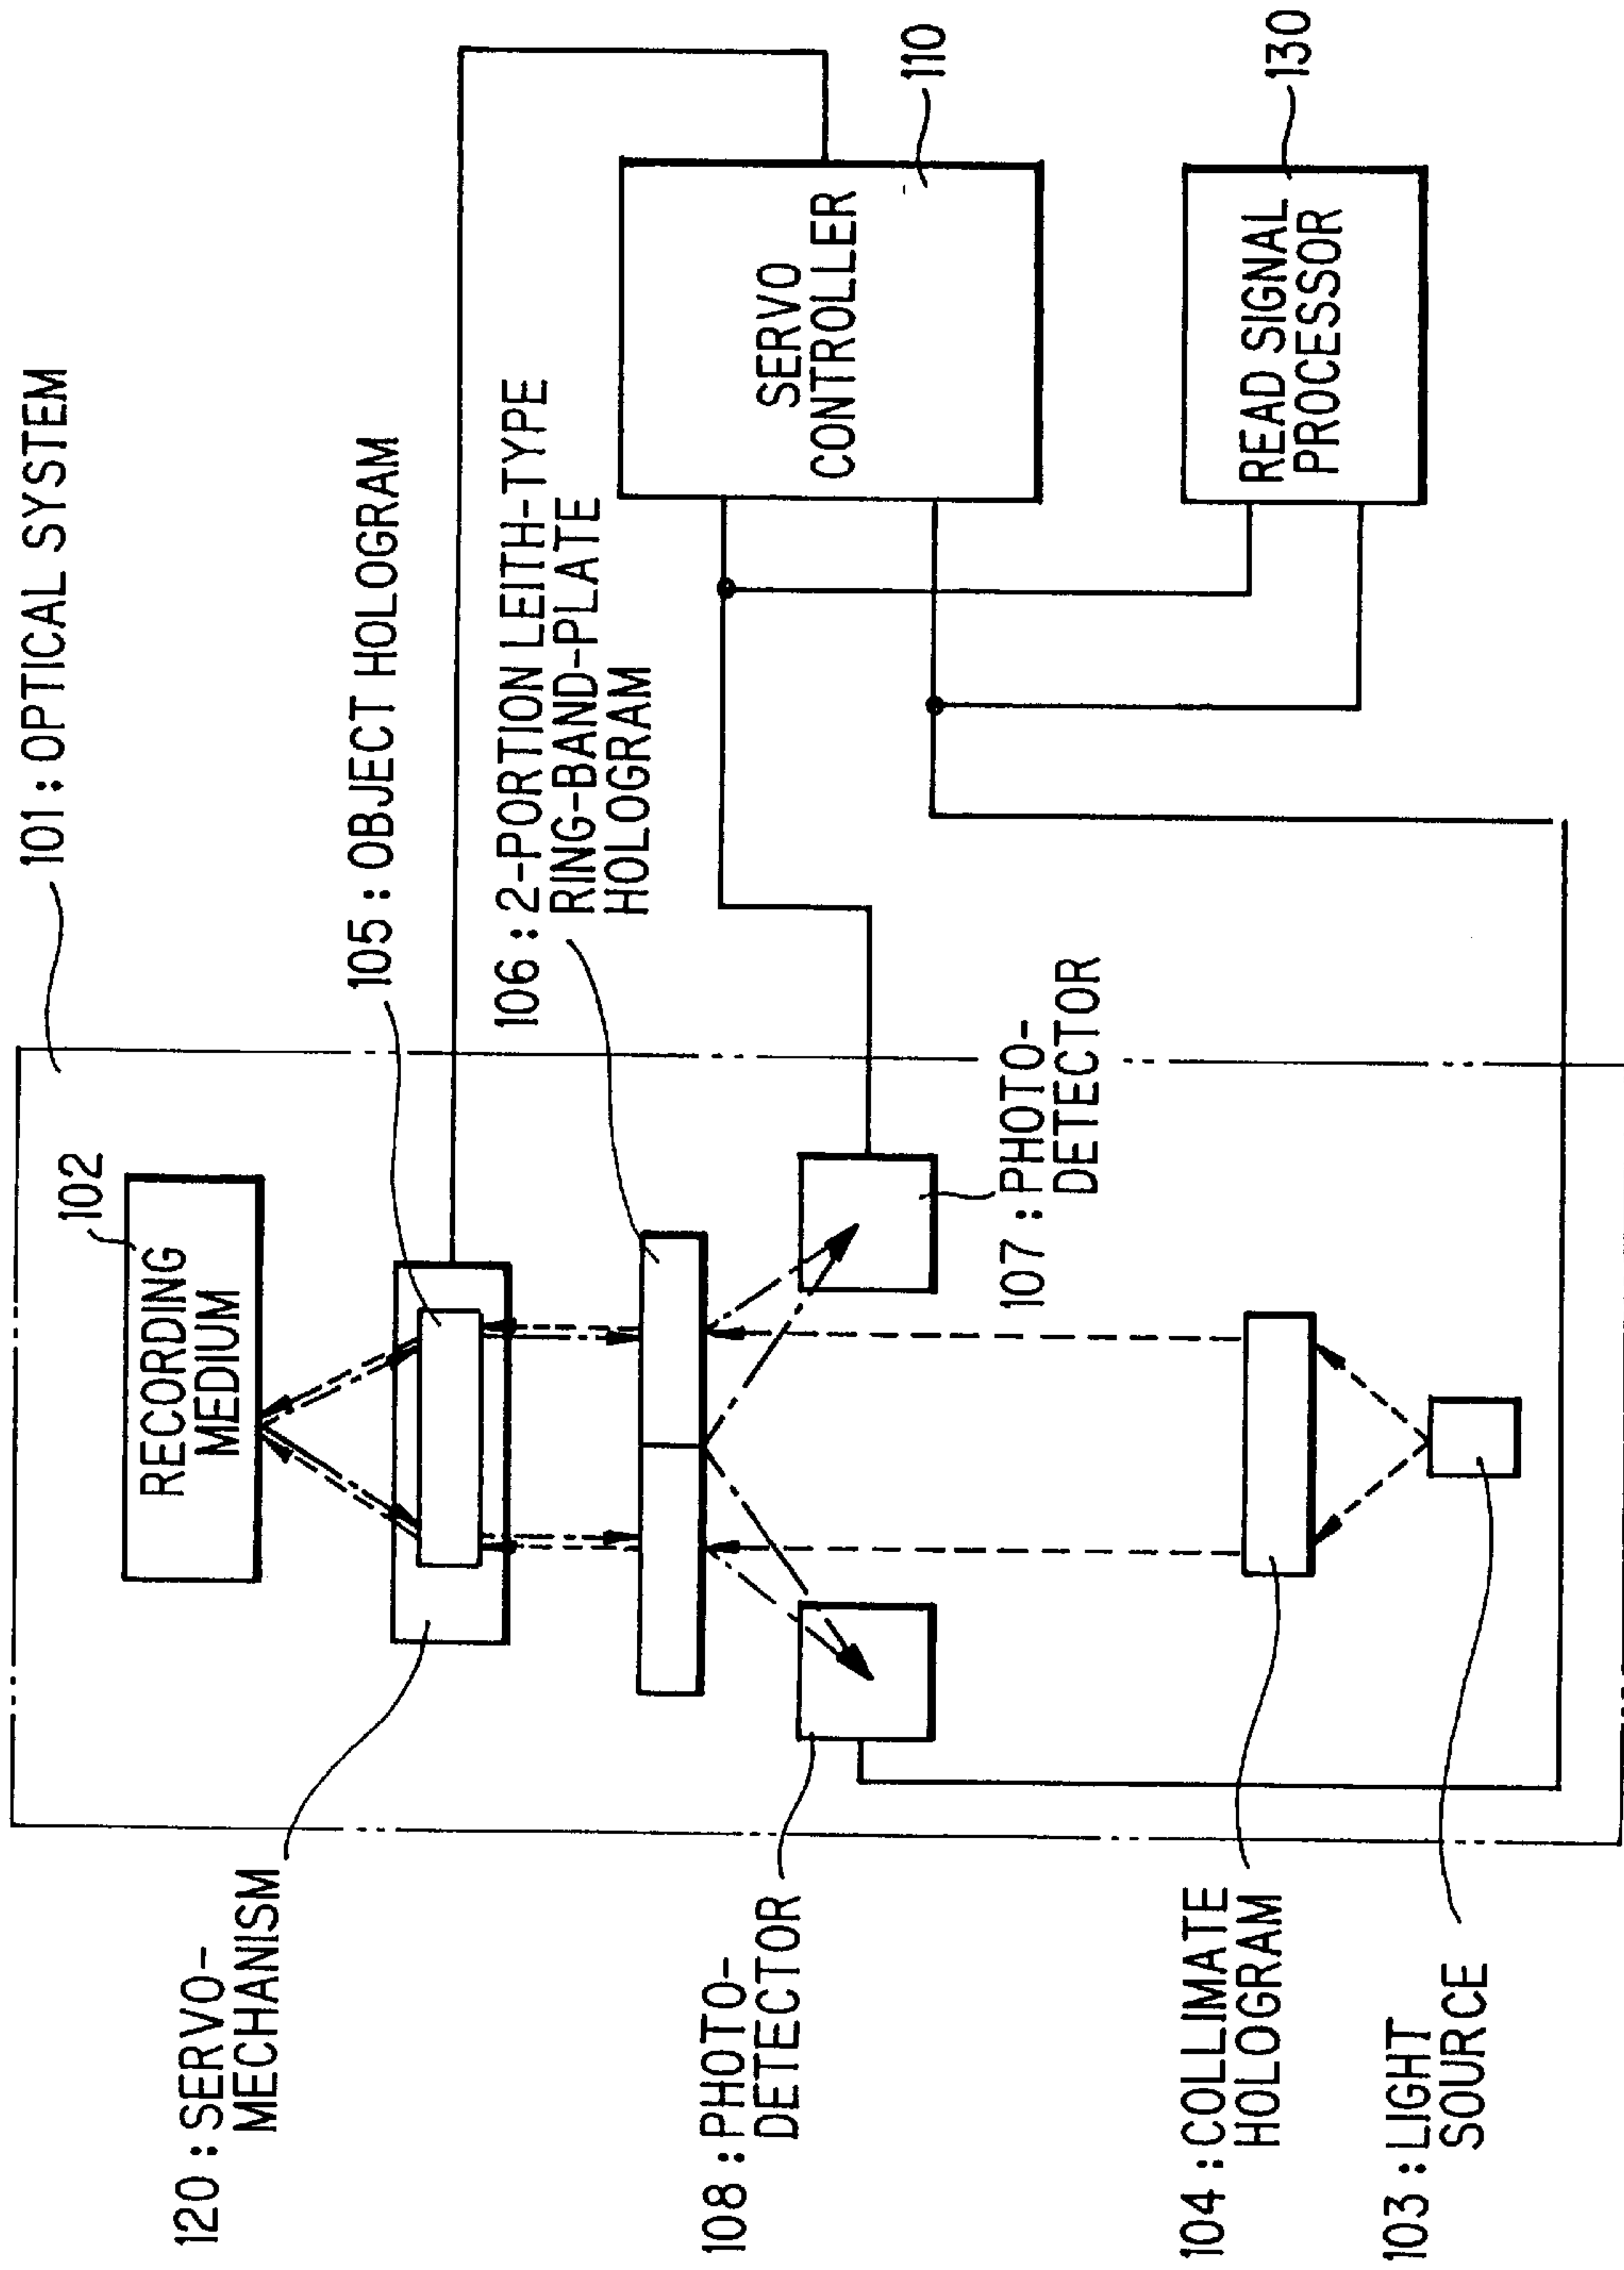 101 : OPTICAL SYSTEM
102
RECORDING
MEDIUM
105 : OBJECT HOLOGRAM
106 : 2-PORTION LEITH-TYPE
RING-BAND-PLATE
HOLOGRAM
120 : SERVO-
MECHANISM
107 : PHOTO-
DETECTOR
108 : PHOTO-
DETECTOR
104 : COLLIMATE
HOLOGRAM
103 : LIGHT
SOURCE
SERVO
CONTROLLER
110
READ SIGNAL
PROCESSOR
130